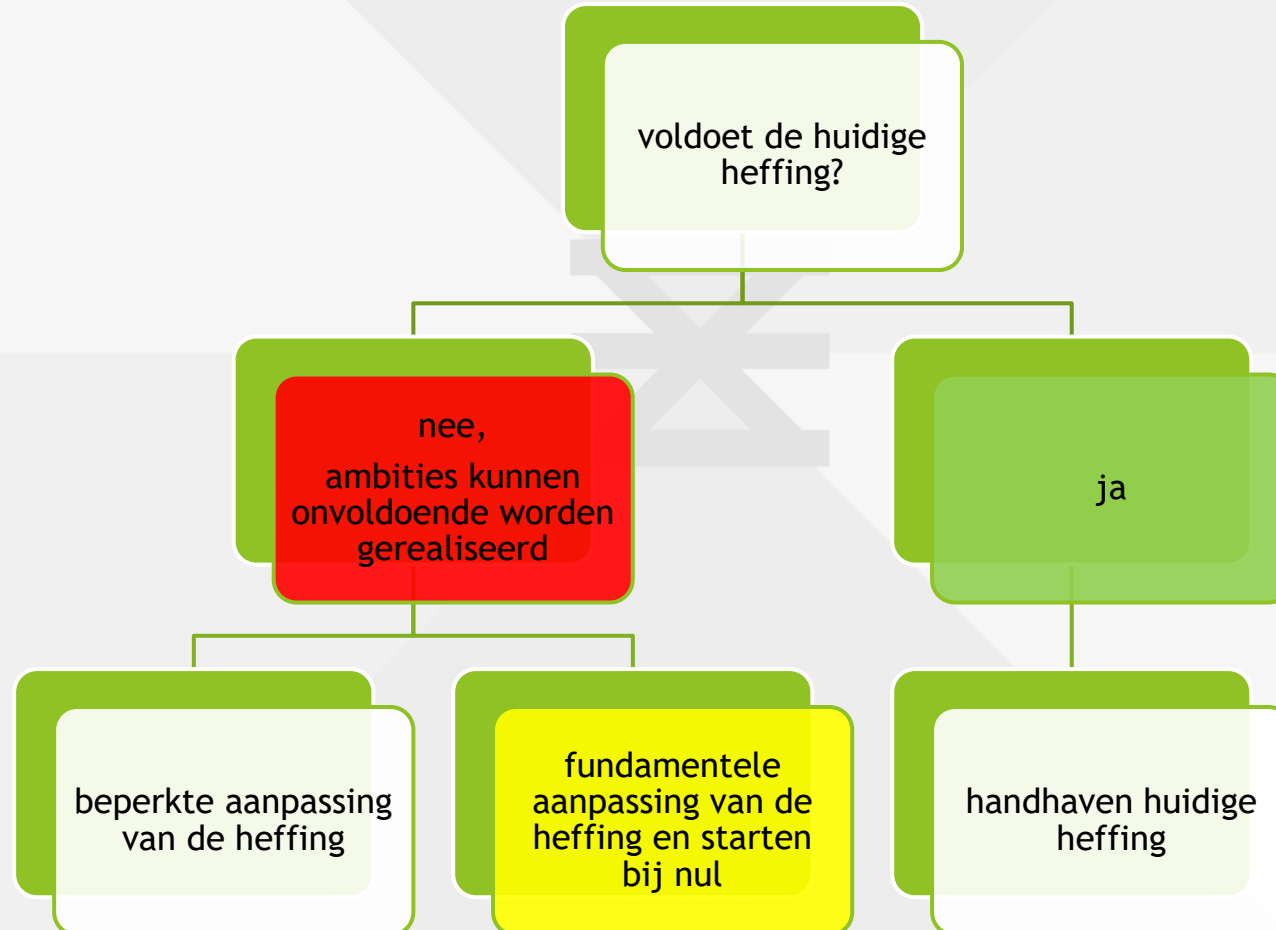 voldoet de huidige
heffing?
nee,
ambities kunnen
onvoldoende worden
gerealiseerd
ja
beperkte aanpassing
van de heffing
fundamentele
aanpassing van de
heffing en starten
bij nul
handhaven huidige
heffing